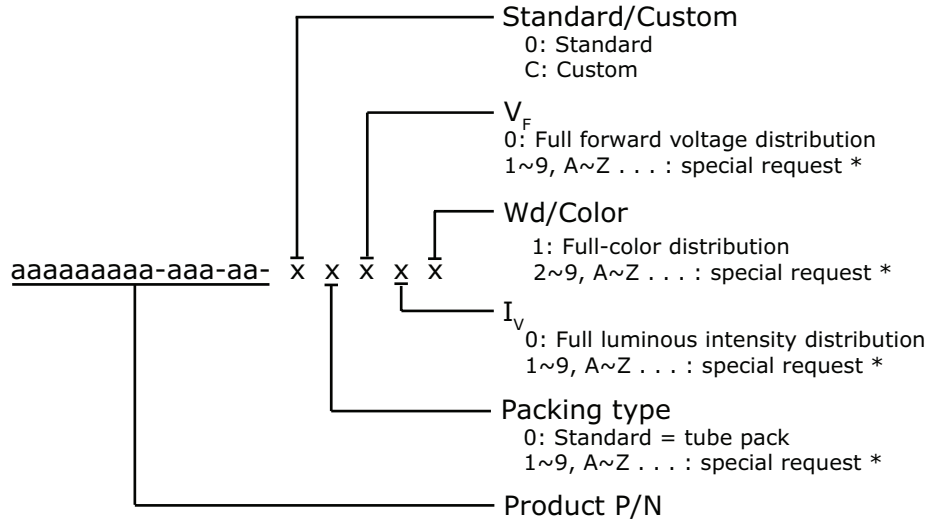 Standard/Custom
0: Standard
C: Custom
VF
0: Full forward voltage distribution
1~9, A~Z . . . : special request *
Wd/Color
1: Full-color distribution
2~9, A~Z . . . : special request *
aaaaaaaaa-aaa-aa- x x x x x
IV
0: Full luminous intensity distribution
1~9, A~Z . . . : special request *
Packing type
0: Standard = tube pack
1~9, A~Z . . . : special request *
Product P/N